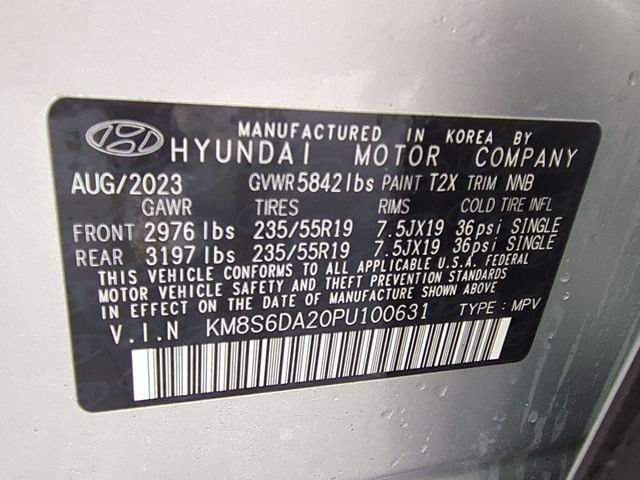 MANUFACTURED IN KOREA BY
HYUNDAI MOTOR COMPANY
AUG/2023 GVWR 5842 lbs PAINT T2X TRIM NNB
GAWR TIRES RIMS COLD TIRE INFL
FRONT 2976 lbs 235/55R19 7.5JX19 36psi SINGLE
REAR 3197 lbs 235/55R19 7.5JX19 36psi SINGLE
THIS VEHICLE CONFORMS TO ALL APPLICABLE U.S.A. FEDERAL
MOTOR VEHICLE SAFETY, BUMPER, AND THEFT PREVENTION STANDARDS
IN EFFECT ON THE DATE OF MANUFACTURE SHOWN ABOVE.
V.I.N KM8S6DA20PU100631 TYPE: MPV